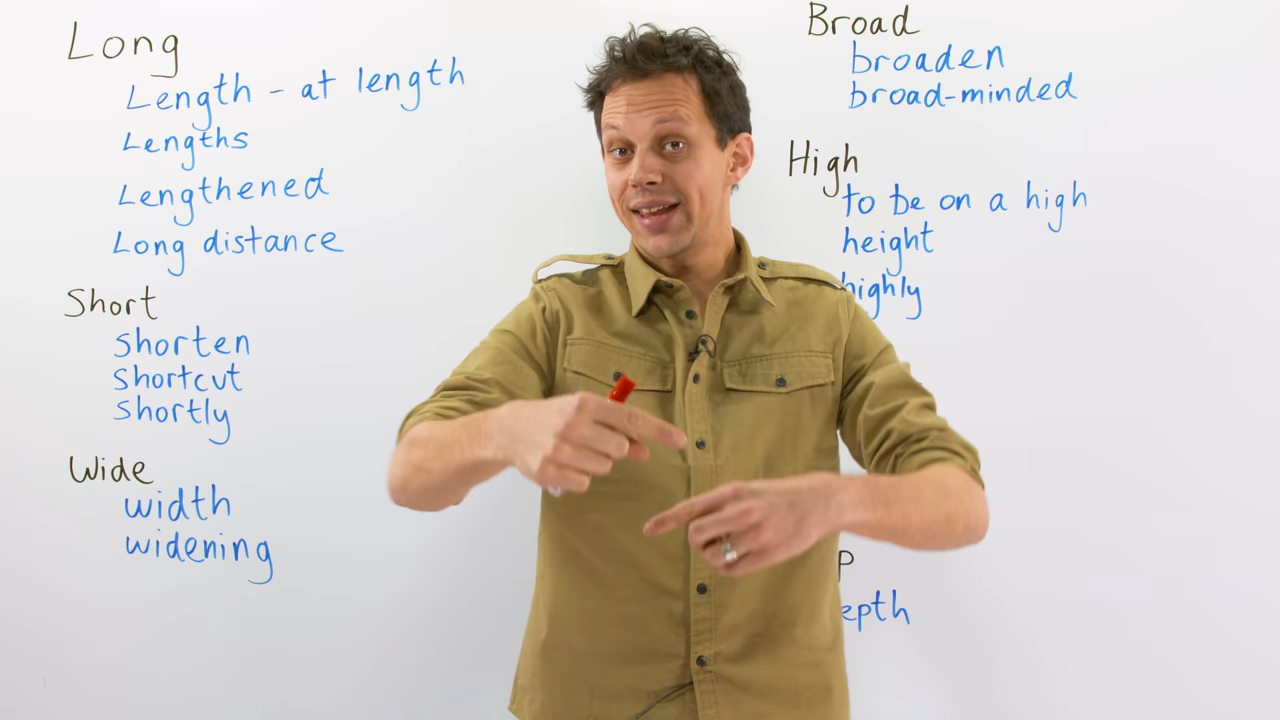 Long
Length - at length
Lengths
Lengthened
Long distance
Short
shorten
shortcut
shortly
Wide
width
widening
Broad
broaden
broad-minded
High
to be on a high
height
highly
p
epth